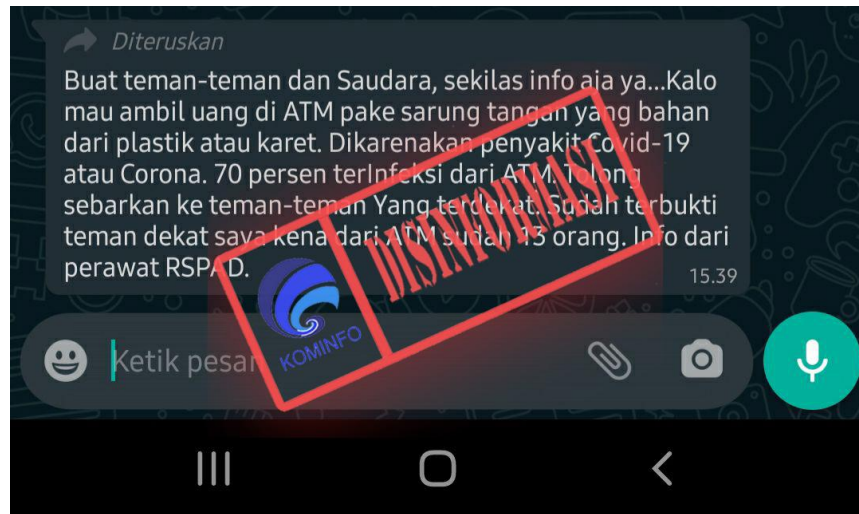 Diteruskan
Buat teman-teman dan Saudara, sekilas info aja ya...Kalo
mau ambil uang di ATM pake sarung tangan yang bahan
dari plastik atau karet. Dikarenakan penyakit Covid-19
atau Corona. 70 persen terInfeksi dari ATM. Tolong
sebarkan ke teman-teman Yang terdekat. Sudah terbukti
teman dekat saya kena dari ATM sudah 13 orang. Info dari
perawat RSPAD.
15.39
DISINFORMASI
KOMINFO
Ketik pesan